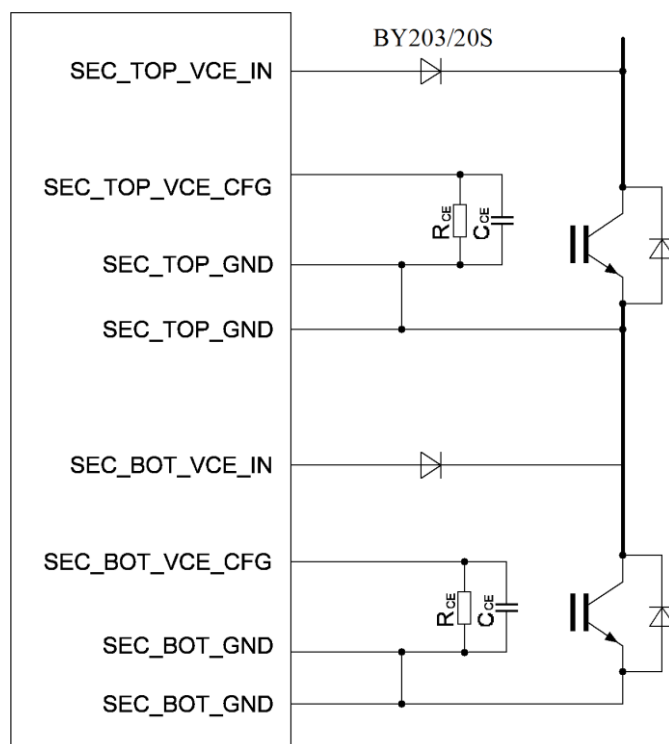 BY203/20S
SEC_TOP_VCE_IN
SEC_TOP_VCE_CFG
RCE
CCE
SEC_TOP_GND
SEC_TOP_GND
SEC_BOT_VCE_IN
SEC_BOT_VCE_CFG
RCE
CCE
SEC_BOT_GND
SEC_BOT_GND